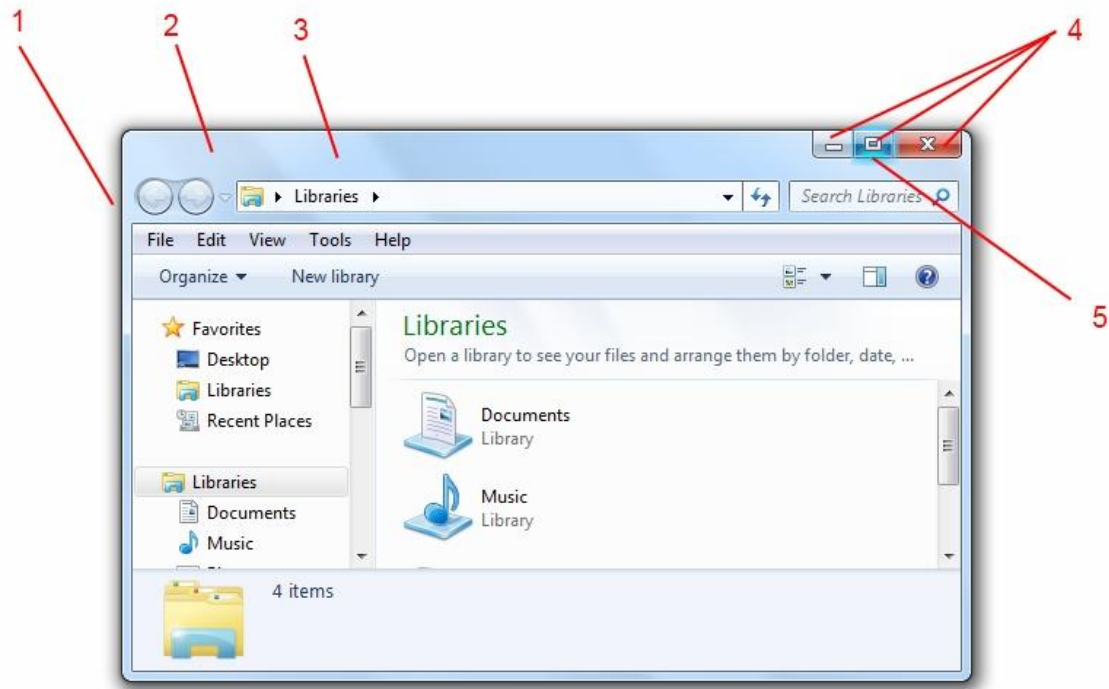 1
2
3
4
Libraries
Search Libraries
File Edit View Tools Help
Organize New library
5
Favorites
Desktop
Libraries
Recent Places
Libraries
Documents
Music
Libraries
Open a library to see your files and arrange them by folder, date, ...
Documents
Library
Music
Library
4 items